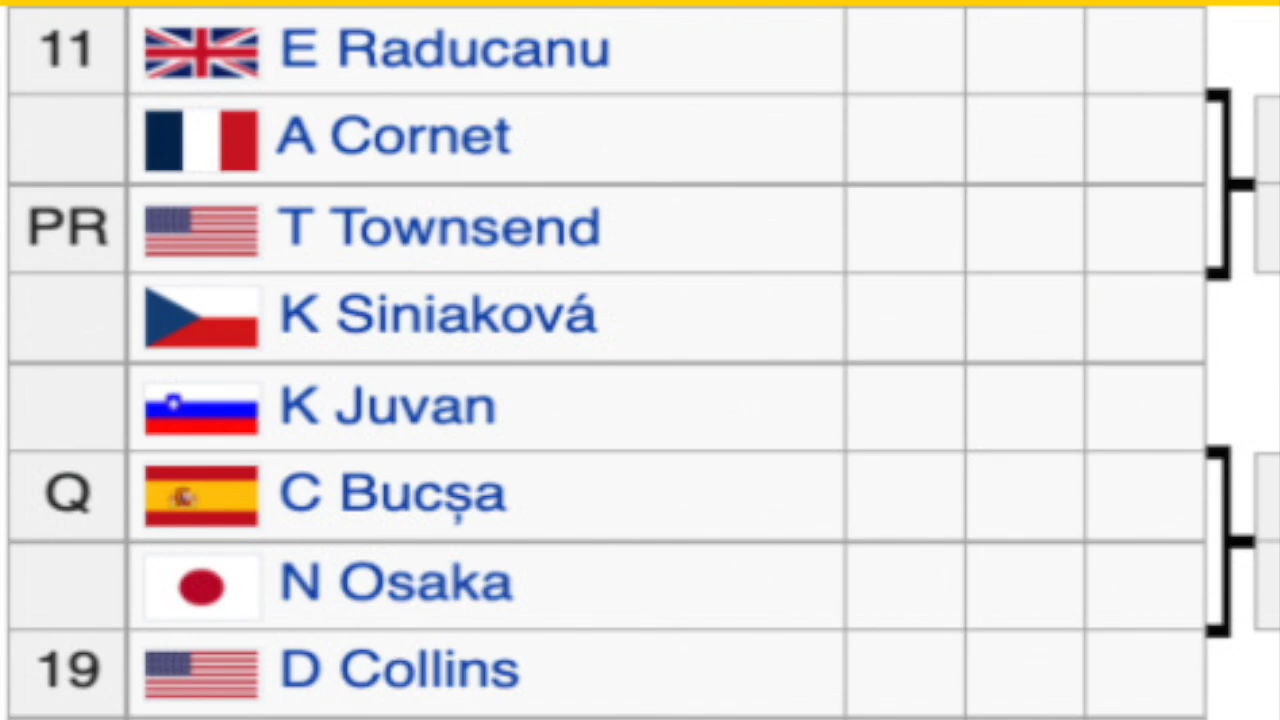 11 E Raducanu
A Cornet
PR T Townsend
K Siniaková
K Juvan
Q C Bucșa
N Osaka
19 D Collins